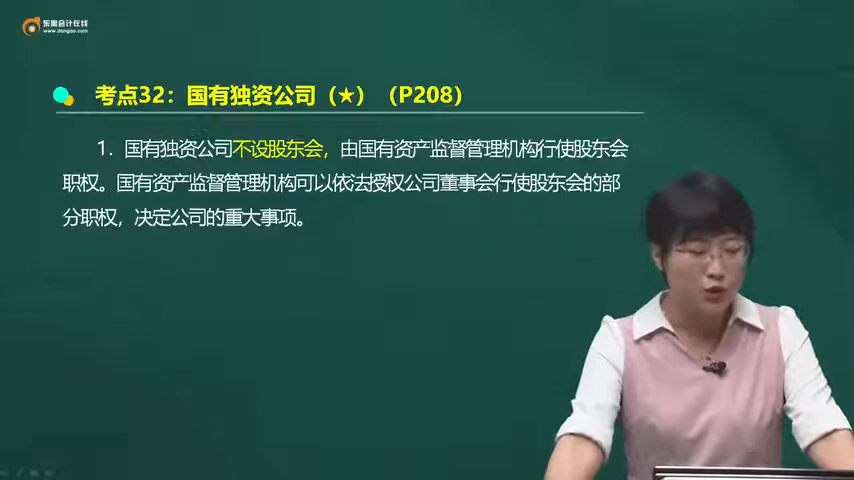 东奥会计在线
www.dongao.com
考点32：国有独资公司（★）（P208）
1．国有独资公司不设股东会，由国有资产监督管理机构行使股东会
职权。国有资产监督管理机构可以依法授权公司董事会行使股东会的部
分职权，决定公司的重大事项。